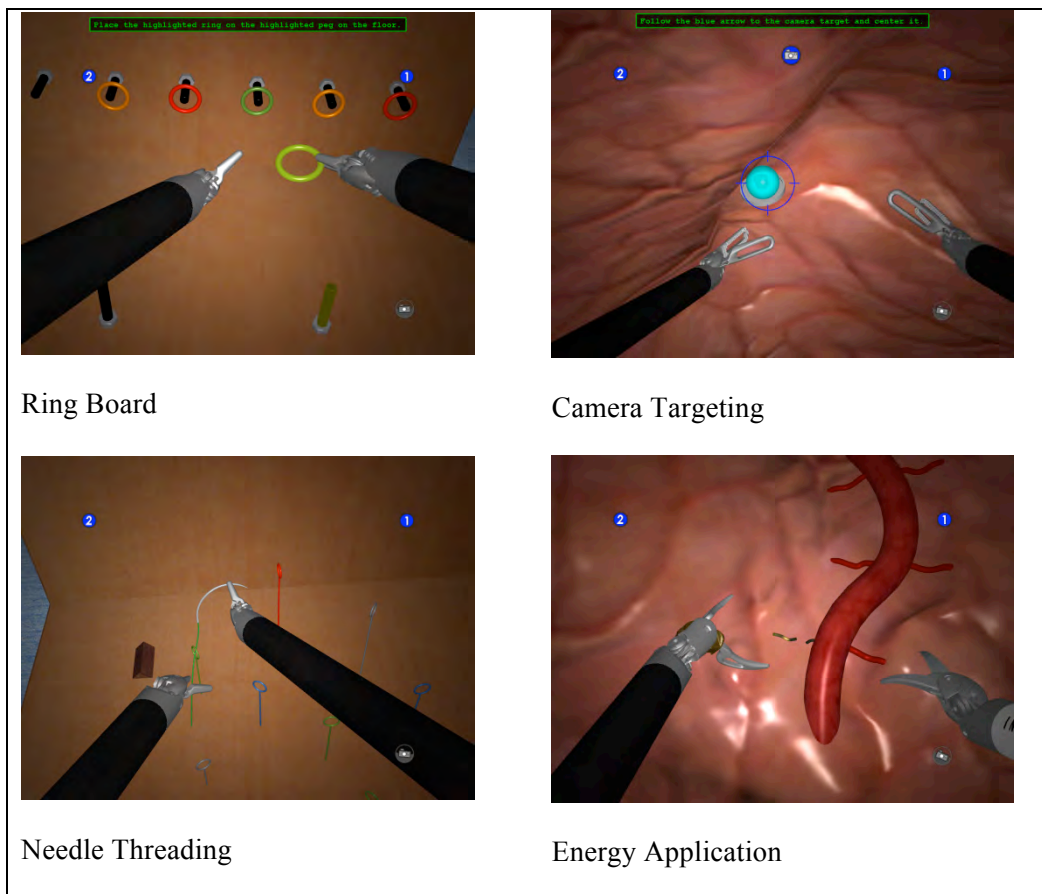 Place the highlighted ring on the highlighted peg on the floor.
2
1
Ring Board
Follow the blue arrow to the camera target and center it.
2
1
Camera Targeting
2
1
Needle Threading
2
1
Energy Application